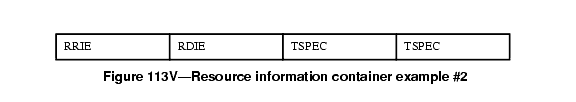 RRIE RDIE TSPEC TSPEC
Figure 113V—Resource information container example #2